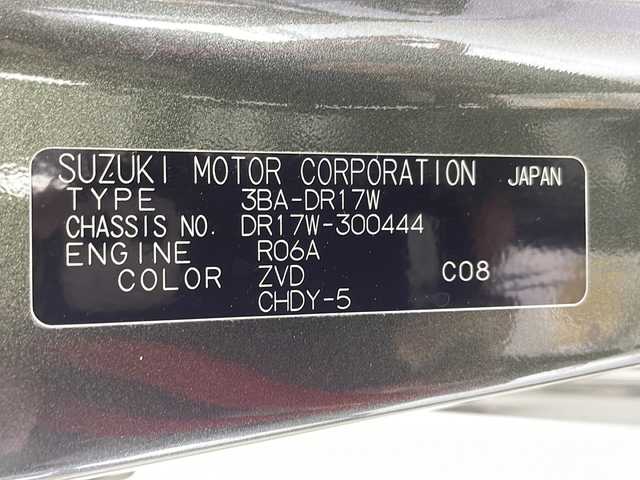 SUZUKI MOTOR CORPORATION JAPAN
TYPE 3BA-DR17W
CHASSIS NO. DR17W-300444
ENGINE R06A
COLOR ZVD C08
CHDY-5